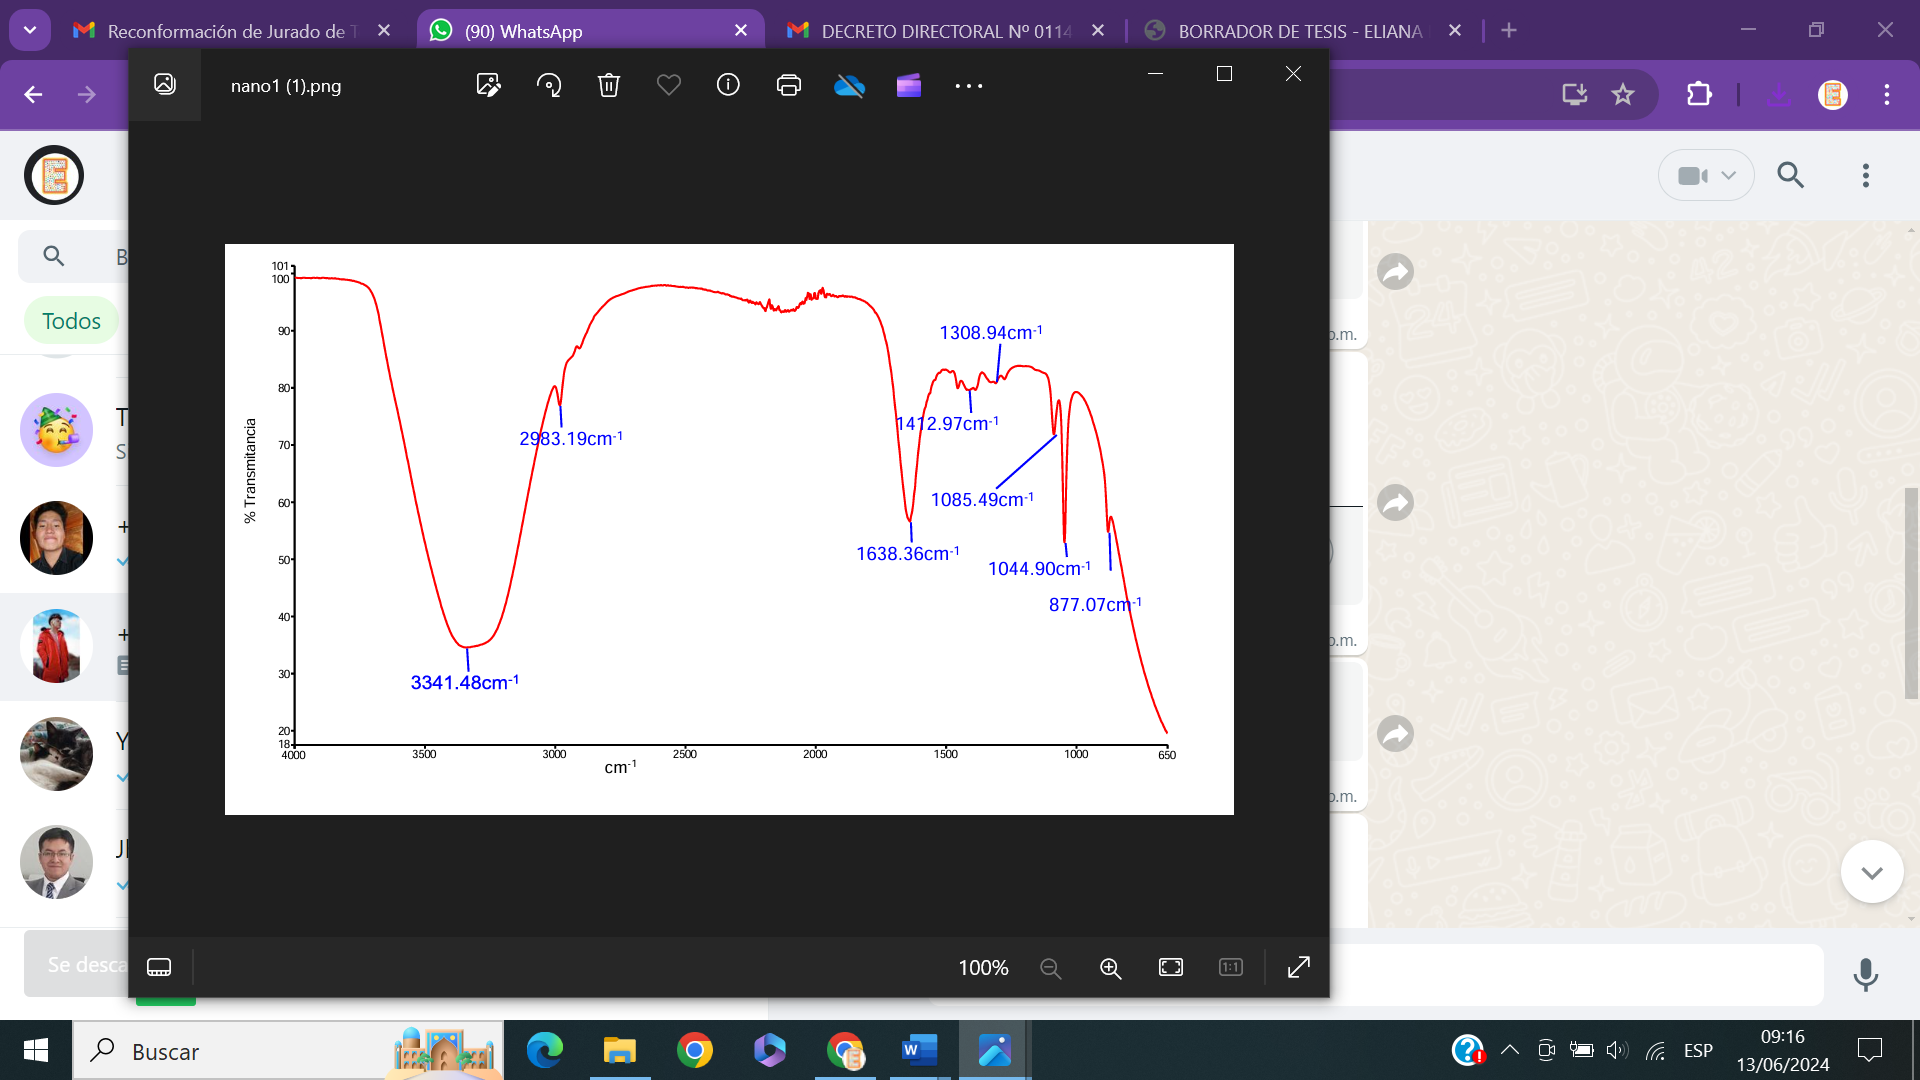 Reconformación de Jurado de T
(90) WhatsApp
DECRETO DIRECTORAL Nº 0114
BORRADOR DE TESIS - ELIANA
nano1 (1).png
E
B
Todos
T
S
+
+
Y
Jl
Se desca
101
100
90
80
70
60
50
40
30
20
18
4000
3500
3000
2500
2000
1500
1000
650
cm-1
% Transmitancia
3341.48cm-1
2983.19cm-1
1638.36cm-1
1412.97cm-1
1308.94cm-1
1085.49cm-1
1044.90cm-1
877.07cm-1
p.m.
p.m.
p.m.
100%
1:1
Buscar
W
ESP
09:16
13/06/2024